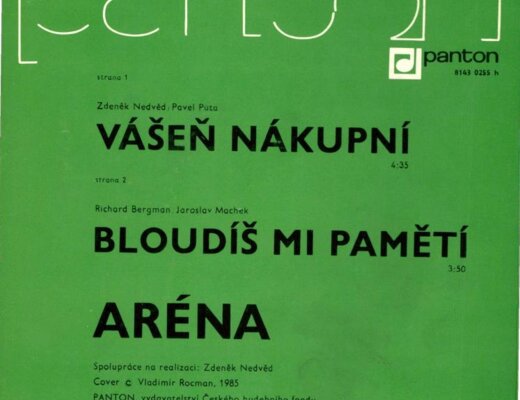 panton
8143 0255 h
strana 1
Zdeněk Nedvěd/Pavel Půta
VÁŠEŇ NÁKUPNÍ
4:35
strana 2
Richard Bergman/Jaroslav Machek
BLOUDÍŠ MI PAMĚTÍ
3:50
ARÉNA
Spolupráce na realizaci: Zdeněk Nedvěd
Cover © Vladimír Rocman, 1985
PANTON, vydavatelství Českého hudebního fondu